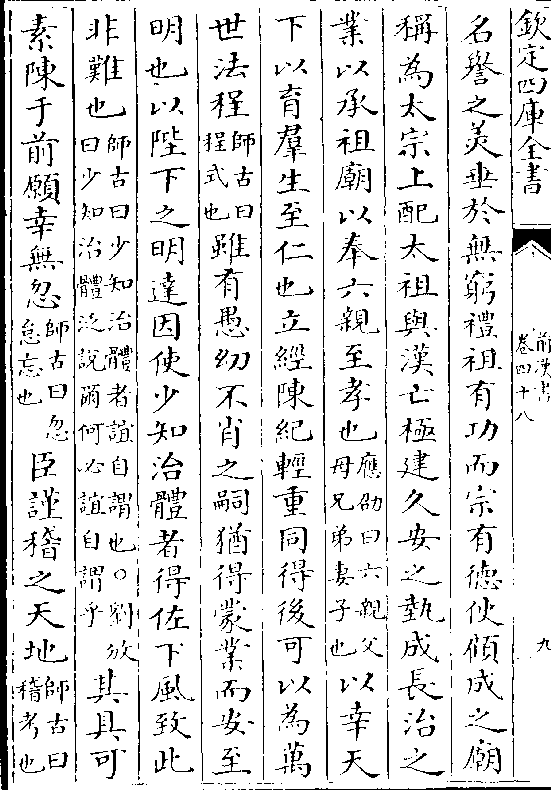 欽定四庫全書
前漢書
卷四十八
九
名譽之美垂於無窮禮祖有功而宗有德使顧成之廟
稱為太宗上配太祖與漢亡極建久安之埶成長治之
業以承祖廟以奉六親至孝也應劭曰六親父母兄弟妻子也以幸天
下以育羣生至仁也立經陳紀輕重同得後可以為萬
世法程師古曰程式也雖有愚幼不肖之嗣猶得蒙業而安至
明也以陛下之明達因使少知治體者得佐下風致此
非難也師古曰少知治體者誼自謂也○劉攽曰少知治體泛說爾何必誼自謂乎其具可
素陳于前願幸無忽師古曰忽怠忘也臣謹稽之天地師古曰稽考也